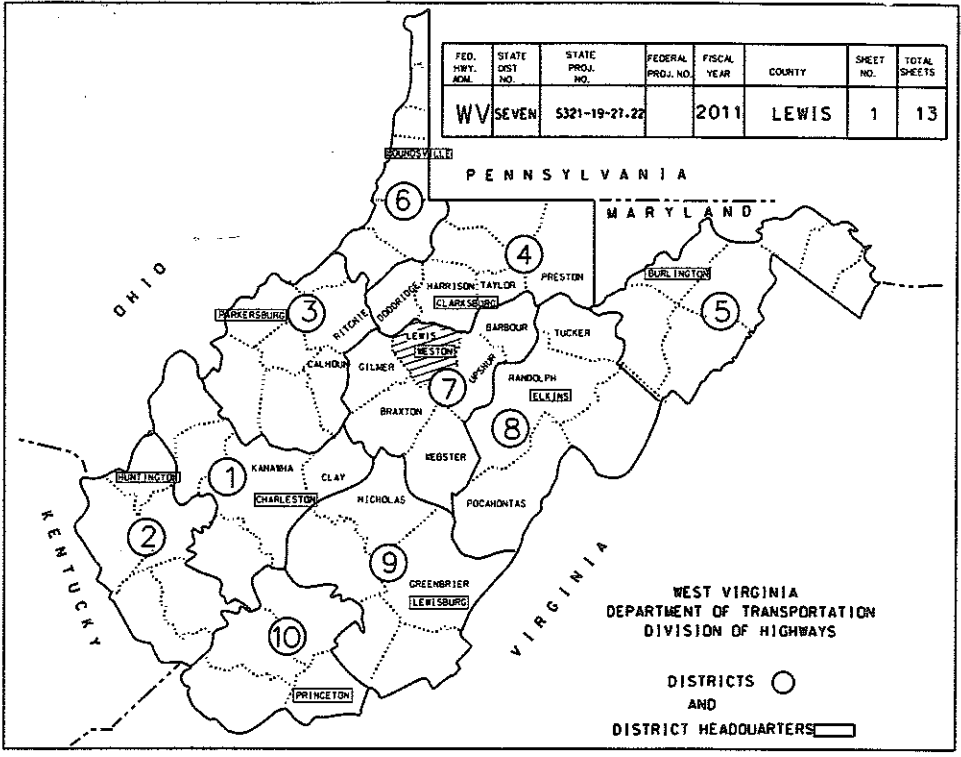 FED. HWY. ADM.
STATE DIST NO.
STATE PROJ. NO.
FEDERAL PROJ. NO.
FISCAL YEAR
COUNTY
SHEET NO.
TOTAL SHEETS
WV
SEVEN
S321-19-27.22
2011
LEWIS
1
13
MOUNDSVILLE
PENNSYLVANIA
6
MARYLAND
4
OHIO
PRESTON
BURLINGTON
HARRISON
TAYLOR
DODDRIDGE
CLARKSBURG
3
PARKERSBURG
RITCHIE
5
BARBOUR
TUCKER
LEWIS
WESTON
CALHOUN
GILMER
UPSHUR
7
RANDOLPH
ELKINS
BRAXTON
8
WEBSTER
KANAWHA
CLAY
HUNTINGTON
1
CHARLESTON
NICHOLAS
POCAHONTAS
KENTUCKY
2
9
GREENBRIER
LEWISBURG
VIRGINIA
10
PRINCETON
WEST VIRGINIA
DEPARTMENT OF TRANSPORTATION
DIVISION OF HIGHWAYS
DISTRICTS
AND
DISTRICT HEADQUARTERS